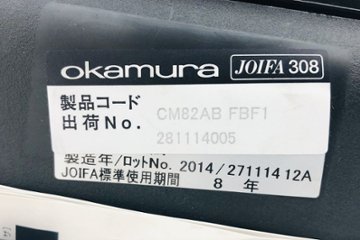 okamura JOIFA 308
製品コード CM82AB FBF1
出荷No. 281114005
製造年/ロットNo. 2014/27111412A
JOIFA標準使用期間 8 年